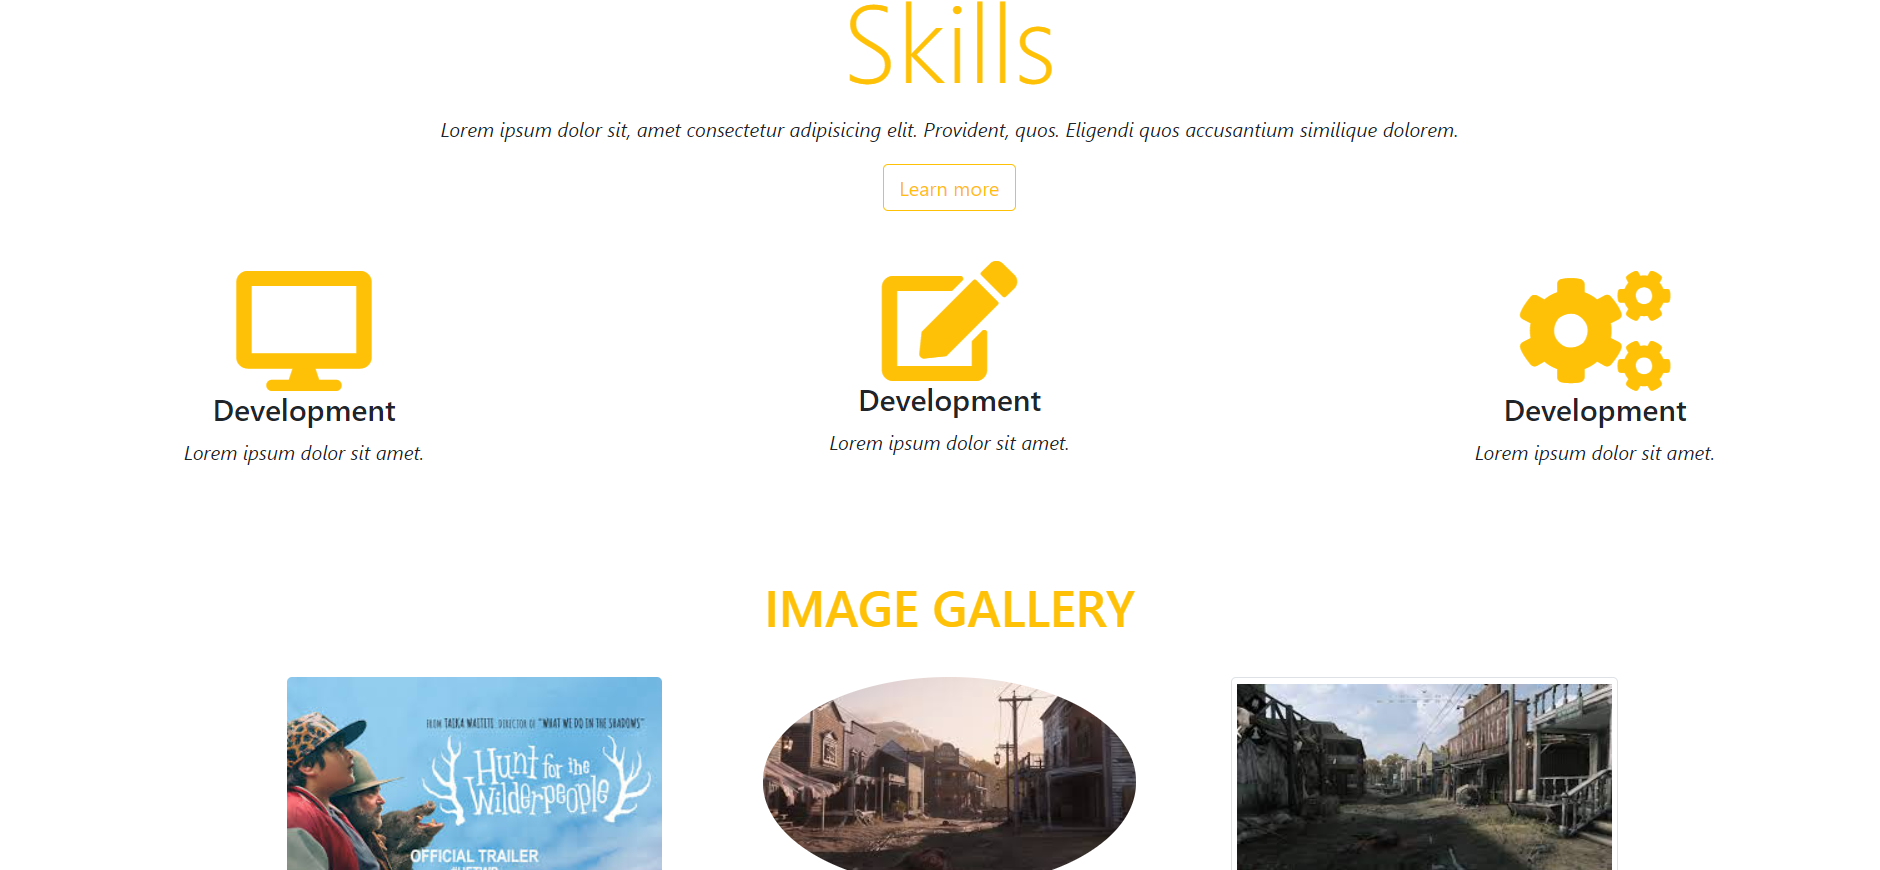 Skills
Lorem ipsum dolor sit, amet consectetur adipisicing elit. Provident, quos. Eligendi quos accusantium similique dolorem.
Learn more
Development
Development
Development
Lorem ipsum dolor sit amet.
Lorem ipsum dolor sit amet.
Lorem ipsum dolor sit amet.
IMAGE GALLERY
FROM TAIKA WAITITI DIRECTOR OF "WHAT WE DO IN THE SHADOWS"
Hunt for the
Wilderpeople
OFFICIAL TRAILER